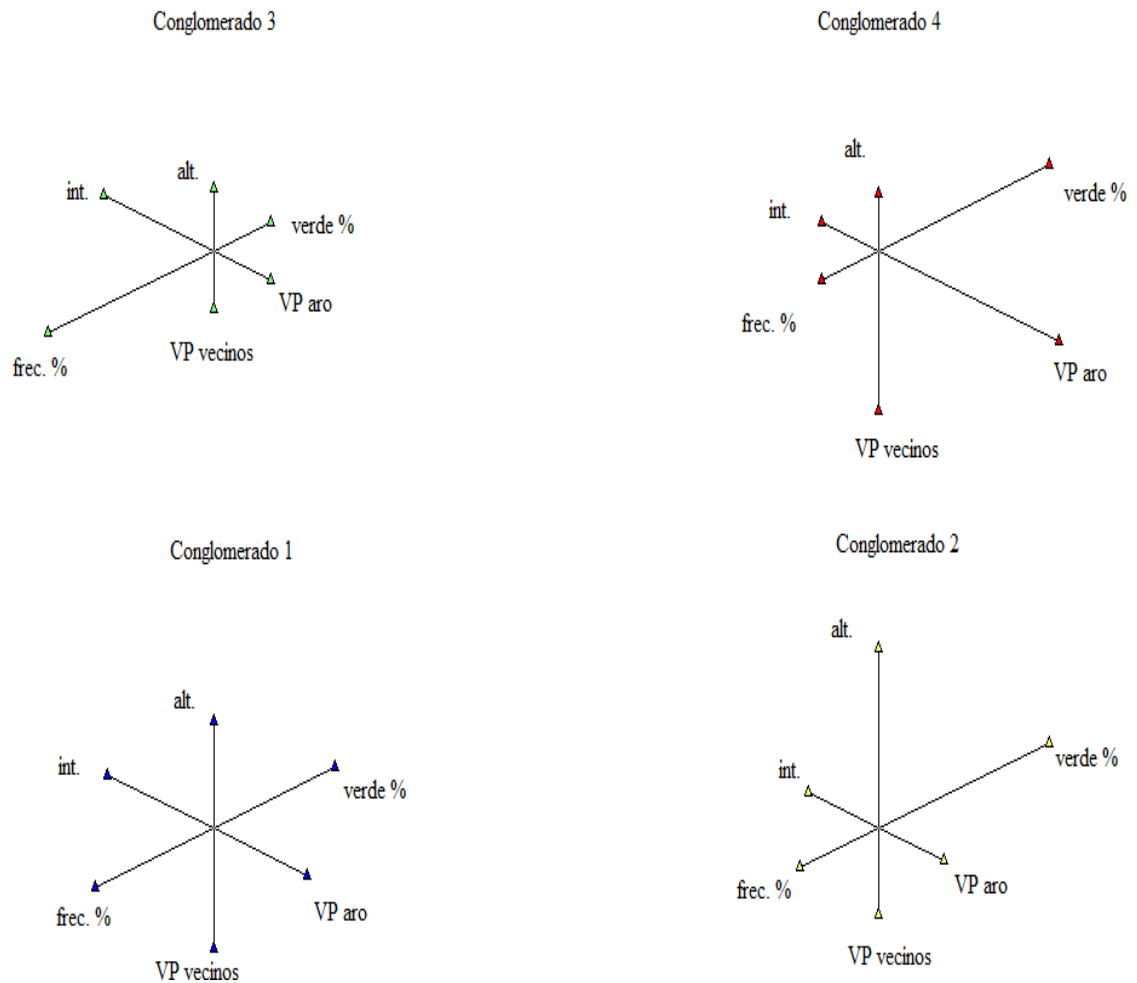 Conglomerado 3
alt.
int.
verde %
VP aro
VP vecinos
frec. %
Conglomerado 4
alt.
verde %
int.
frec. %
VP aro
VP vecinos
Conglomerado 1
alt.
int.
verde %
frec. %
VP aro
VP vecinos
Conglomerado 2
alt.
verde %
int.
frec. %
VP aro
VP vecinos